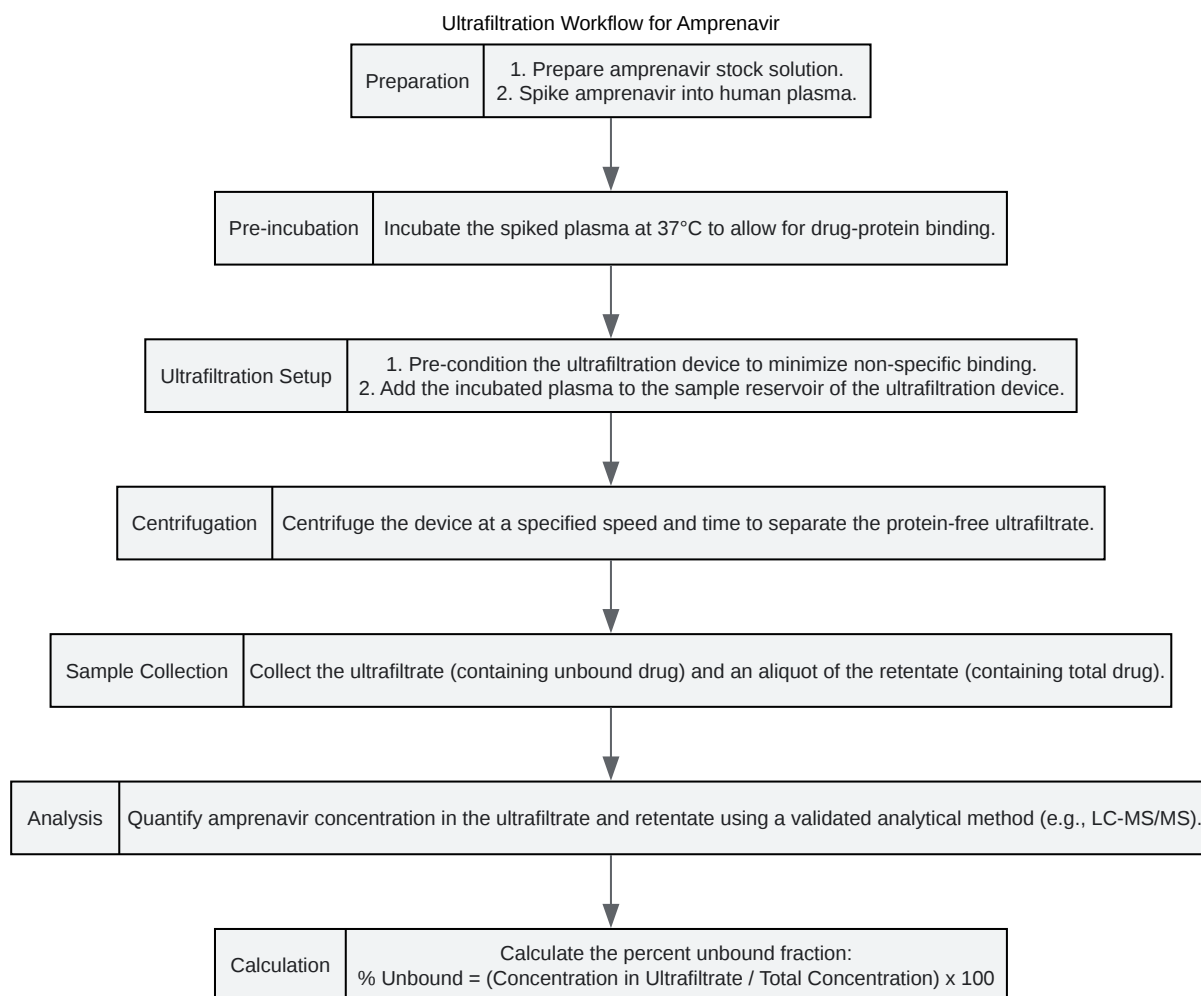 Ultrafiltration Workflow for Amprenavir
Preparation
1. Prepare amprenavir stock solution.
2. Spike amprenavir into human plasma.
Pre-incubation
Incubate the spiked plasma at 37°C to allow for drug-protein binding.
Ultrafiltration Setup
1. Pre-condition the ultrafiltration device to minimize non-specific binding.
2. Add the incubated plasma to the sample reservoir of the ultrafiltration device.
Centrifugation
Centrifuge the device at a specified speed and time to separate the protein-free ultrafiltrate.
Sample Collection
Collect the ultrafiltrate (containing unbound drug) and an aliquot of the retentate (containing total drug).
Analysis
Quantify amprenavir concentration in the ultrafiltrate and retentate using a validated analytical method (e.g., LC-MS/MS).
Calculation
Calculate the percent unbound fraction:
% Unbound = (Concentration in Ultrafiltrate / Total Concentration) x 100